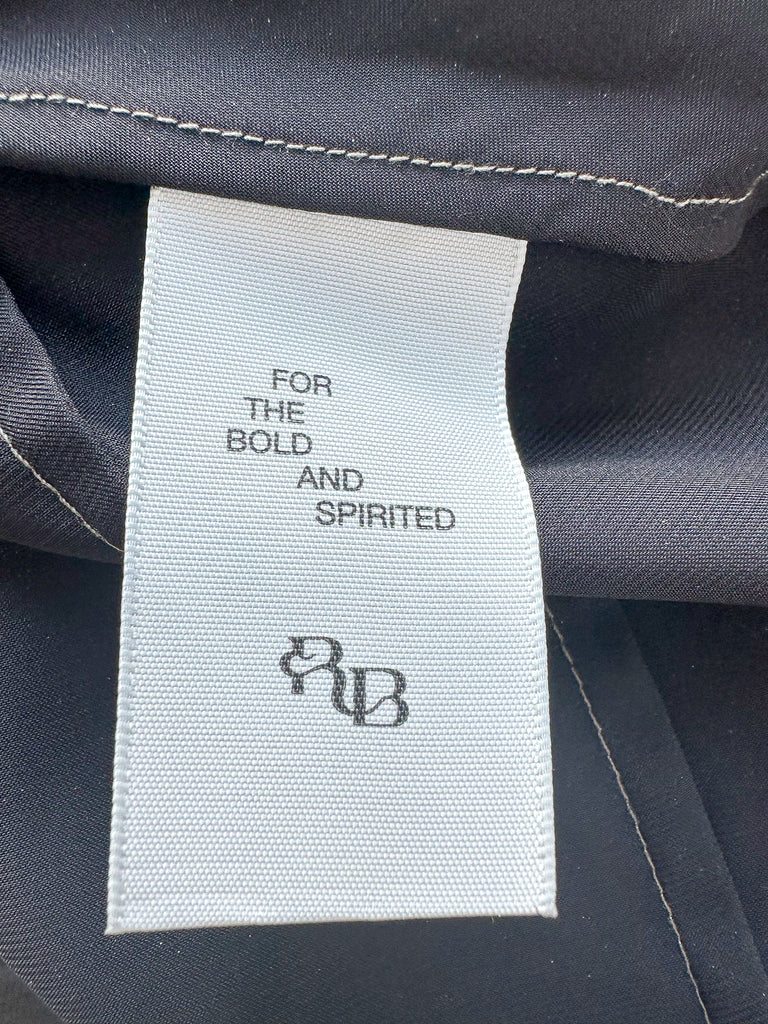 FOR
THE
BOLD
AND
SPIRITED
RB